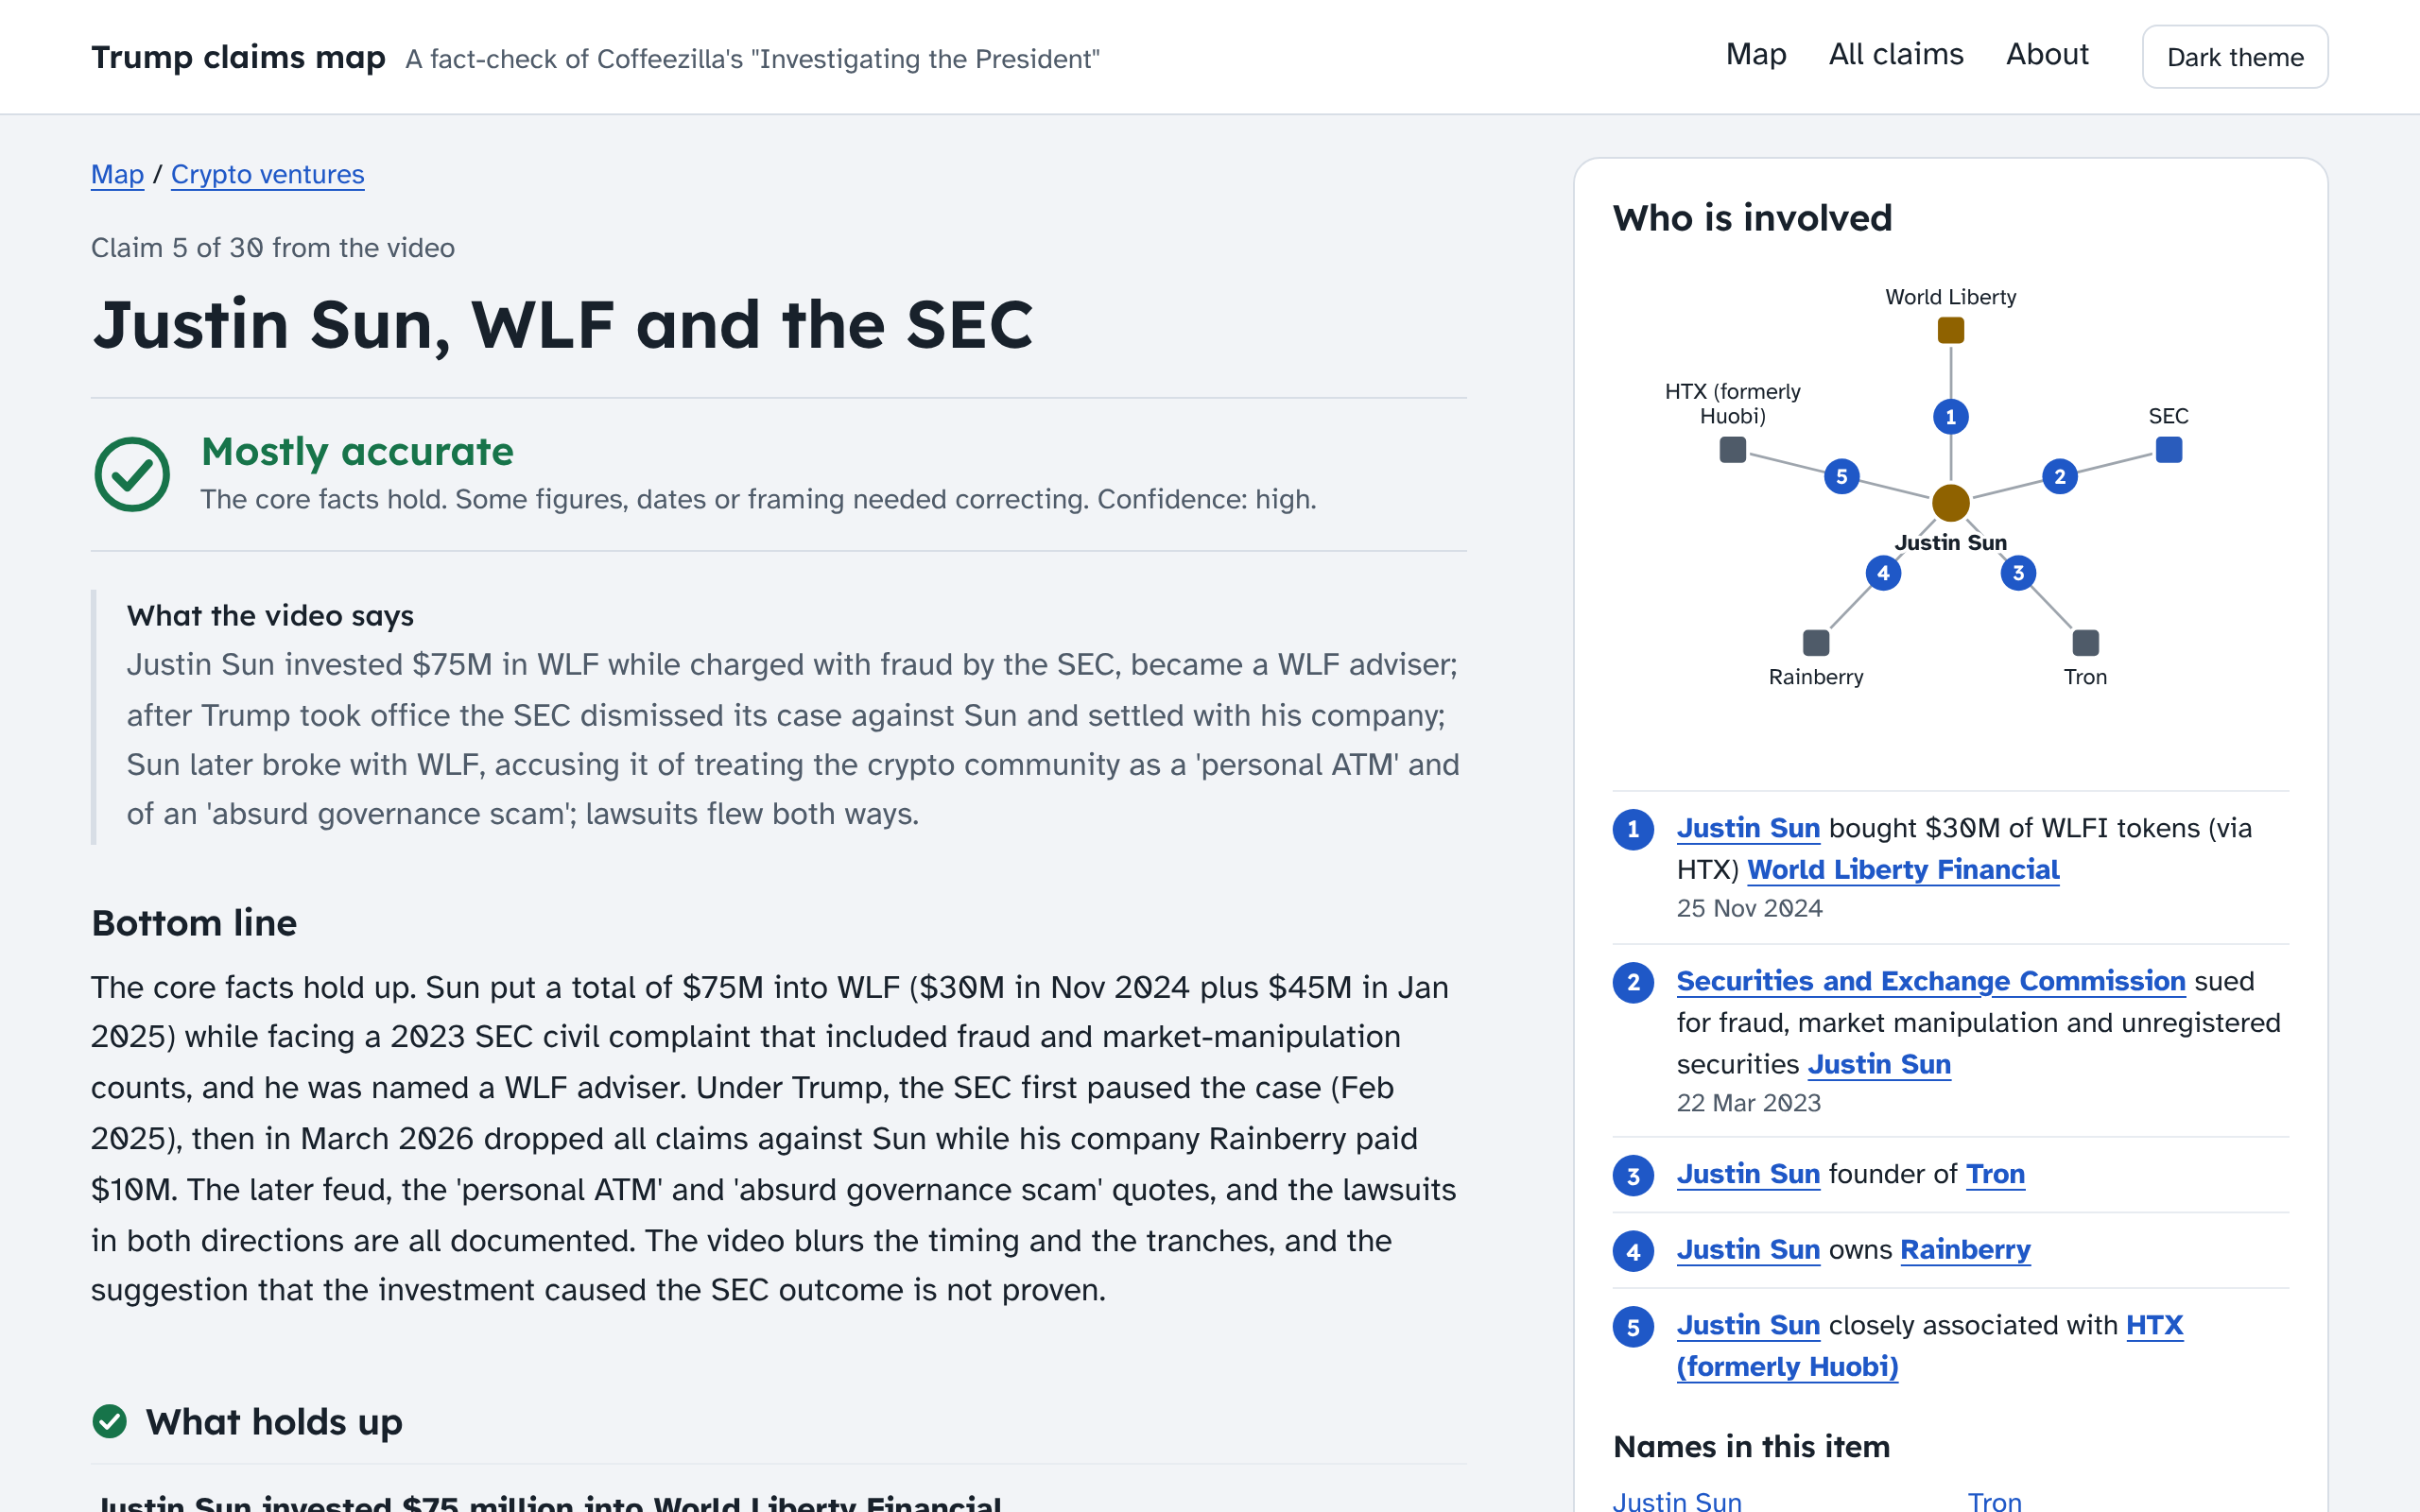 Trump claims map A fact-check of Coffeezilla's "Investigating the President"
Map All claims About Dark theme
Map / Crypto ventures
Claim 5 of 30 from the video
Justin Sun, WLF and the SEC
Mostly accurate
The core facts hold. Some figures, dates or framing needed correcting. Confidence: high.
What the video says
Justin Sun invested $75M in WLF while charged with fraud by the SEC, became a WLF adviser;
after Trump took office the SEC dismissed its case against Sun and settled with his company;
Sun later broke with WLF, accusing it of treating the crypto community as a 'personal ATM' and
of an 'absurd governance scam'; lawsuits flew both ways.
Bottom line
The core facts hold up. Sun put a total of $75M into WLF ($30M in Nov 2024 plus $45M in Jan
2025) while facing a 2023 SEC civil complaint that included fraud and market-manipulation
counts, and he was named a WLF adviser. Under Trump, the SEC first paused the case (Feb
2025), then in March 2026 dropped all claims against Sun while his company Rainberry paid
$10M. The later feud, the 'personal ATM' and 'absurd governance scam' quotes, and the lawsuits
in both directions are all documented. The video blurs the timing and the tranches, and the
suggestion that the investment caused the SEC outcome is not proven.
What holds up
Justin Sun invested $75 million into World Liberty Financial
Who is involved
World Liberty
HTX (formerly
Huobi)
SEC
1
5
2
Justin Sun
4
3
Rainberry
Tron
1 Justin Sun bought $30M of WLFI tokens (via
HTX) World Liberty Financial
25 Nov 2024
2 Securities and Exchange Commission sued
for fraud, market manipulation and unregistered
securities Justin Sun
22 Mar 2023
3 Justin Sun founder of Tron
4 Justin Sun owns Rainberry
5 Justin Sun closely associated with HTX
(formerly Huobi)
Names in this item
Justin Sun
Tron